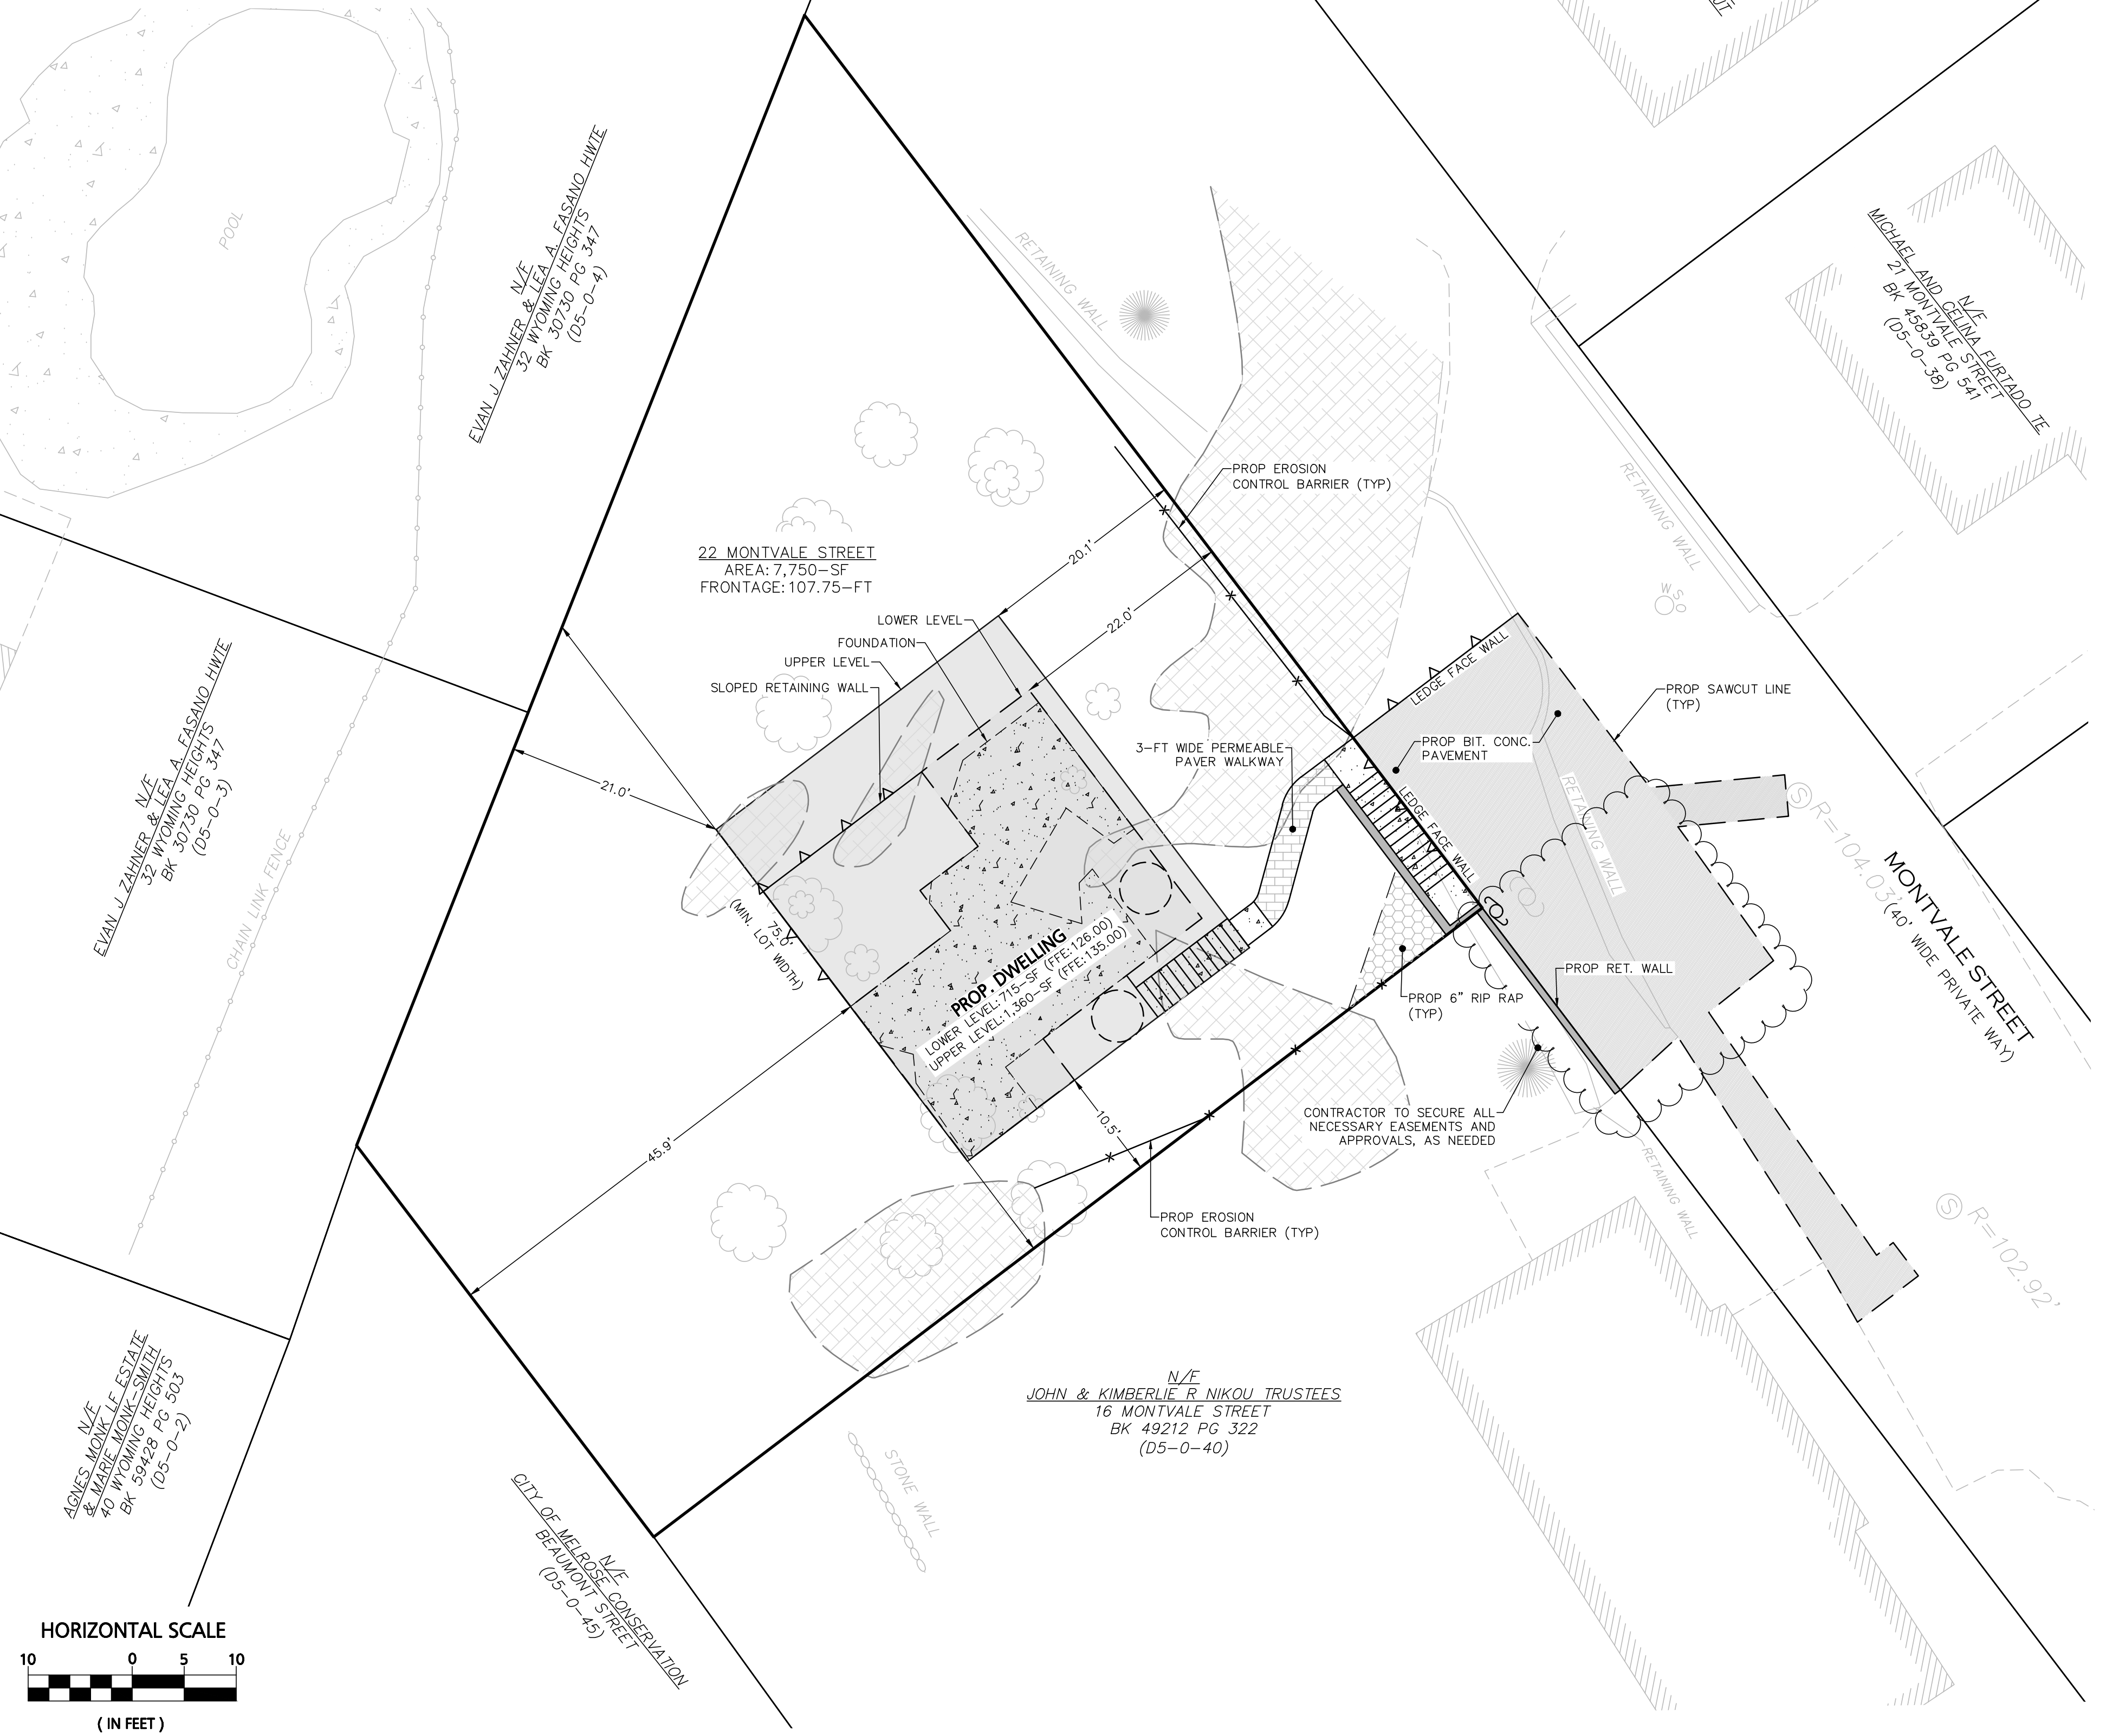 POOL
N/F
EVAN J ZAHNER & LEA A. FASANO HWTE
32 WYOMING HEIGHTS
BK 30730 PG 347
(D5-0-4)
RETAINING WALL
N/F
MICHAEL AND CELINA FURTADO TE
21 MONTVALE STREET
BK 45839 PG 541
(D5-0-38)
RETAINING WALL
PROP EROSION
CONTROL BARRIER (TYP)
22 MONTVALE STREET
AREA: 7,750-SF
FRONTAGE: 107.75-FT
20.1'
22.0'
LOWER LEVEL
FOUNDATION
UPPER LEVEL
SLOPED RETAINING WALL
WSO
LEDGE FACE WALL
PROP SAWCUT LINE
(TYP)
3-FT WIDE PERMEABLE
PAVER WALKWAY
PROP BIT. CONC.
PAVEMENT
LEDGE FACE WALL
RETAINING WALL
N/F
EVAN J ZAHNER & LEA A. FASANO HWTE
32 WYOMING HEIGHTS
BK 30730 PG 347
(D5-0-3)
CHAIN LINK FENCE
21.0'
75.0'
(MIN. LOT WIDTH)
PROP. DWELLING
LOWER LEVEL: 715-SF (FFE: 126.00)
UPPER LEVEL: 1,360-SF (FFE: 135.00)
S R=104.03'
MONTVALE STREET
(40' WIDE PRIVATE WAY)
PROP RET. WALL
PROP 6" RIP RAP
(TYP)
CONTRACTOR TO SECURE ALL
NECESSARY EASEMENTS AND
APPROVALS, AS NEEDED
45.9'
10.5'
RETAINING WALL
S R=102.92'
PROP EROSION
CONTROL BARRIER (TYP)
N/F
AGNES MONK LF ESTATE
& MARIE MONK-SMITH
40 WYOMING HEIGHTS
BK 59428 PG 503
(D5-0-2)
N/F
JOHN & KIMBERLIE R NIKOU TRUSTEES
16 MONTVALE STREET
BK 49212 PG 322
(D5-0-40)
STONE WALL
N/F
CITY OF MELROSE CONSERVATION
BEAUMONT STREET
(D5-0-45)
HORIZONTAL SCALE
10 0 5 10
( IN FEET )